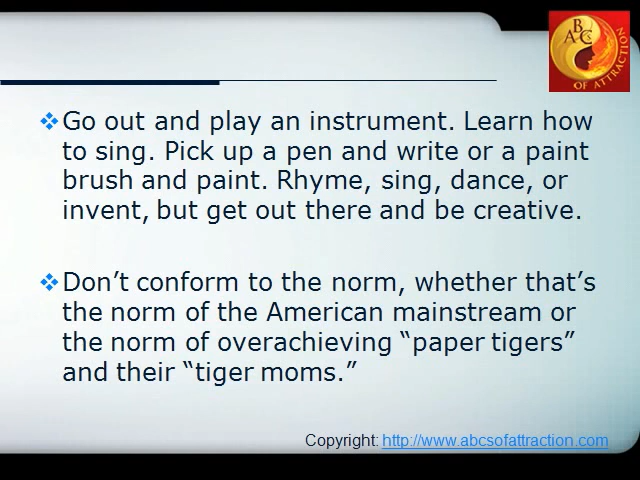 ABCs
OF ATTRACTION
Go out and play an instrument. Learn how
to sing. Pick up a pen and write or a paint
brush and paint. Rhyme, sing, dance, or
invent, but get out there and be creative.
Don’t conform to the norm, whether that’s
the norm of the American mainstream or
the norm of overachieving “paper tigers”
and their “tiger moms.”
Copyright: http://www.abcsofattraction.com